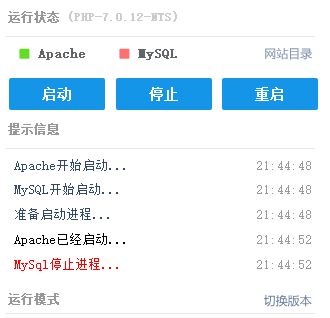 运行状态 (PHP-7.0.12-NTS)
Apache MySQL 网站目录
启动 停止 重启
提示信息
Apache开始启动... 21:44:48
MySQL开始启动... 21:44:48
准备启动进程... 21:44:48
Apache已经启动... 21:44:52
MySql停止进程... 21:44:52
运行模式 切换版本